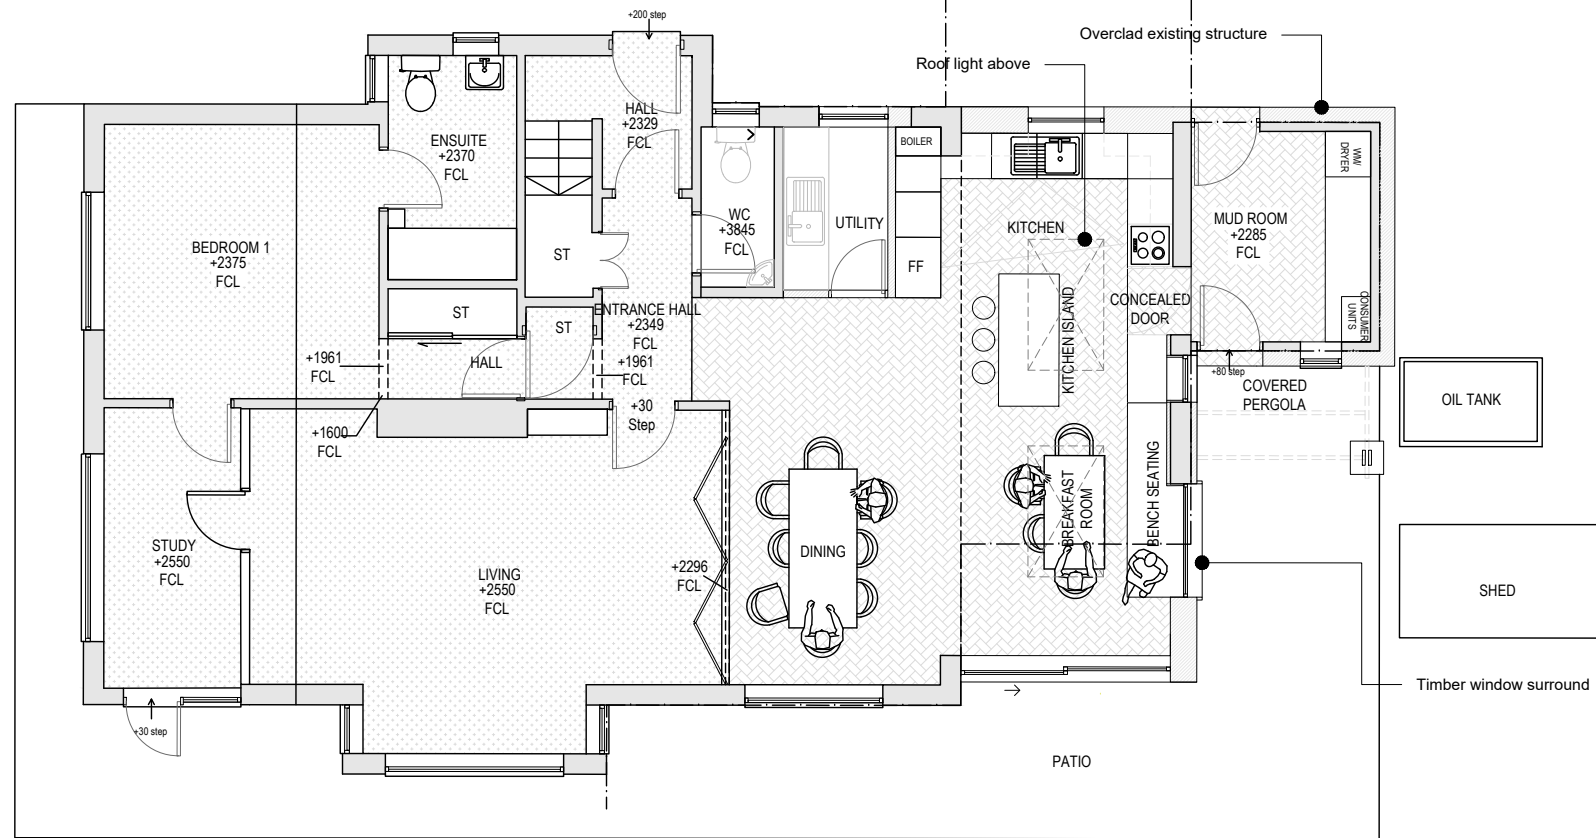 +200 step
Overclad existing structure
Roof light above
HALL
+2329
FCL
ENSUITE
+2370
FCL
BOILER
WM/
DRYER
WC
+3845
FCL
UTILITY
KITCHEN
MUD ROOM
+2285
FCL
BEDROOM 1
+2375
FCL
ST
FF
KITCHEN ISLAND
CONCEALED
DOOR
CONSUMER
UNITS
ST
ST
ENTRANCE HALL
+2349
FCL
+1961
FCL
HALL
+1961
FCL
+80 step
COVERED
PERGOLA
OIL TANK
+30
Step
+1600
FCL
BREAKFAST
ROOM
BENCH SEATING
STUDY
+2550
FCL
LIVING
+2550
FCL
+2296
FCL
DINING
SHED
Timber window surround
+30 step
PATIO